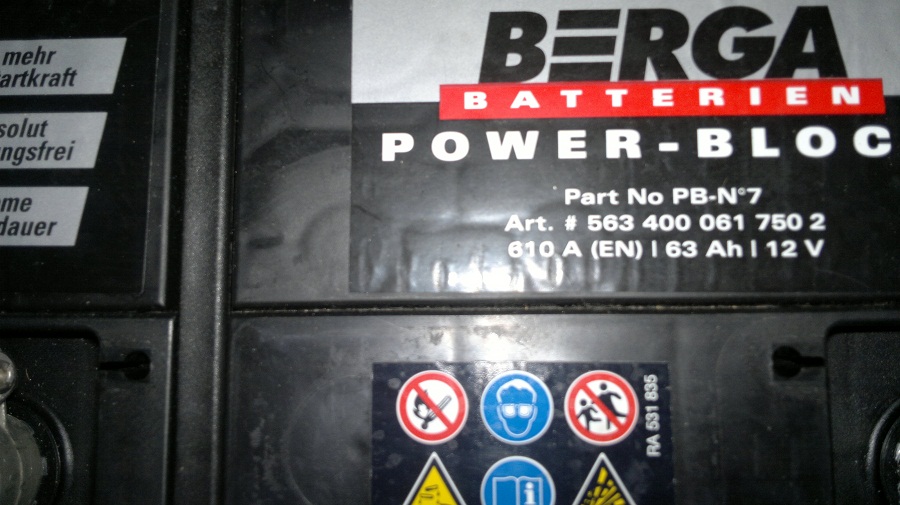 mehr
artkraft
solut
ngsfrei
me
dauer
BERGA
BATTERIEN
POWER-BLOC
Part No PB-N°7
Art. # 563 400 061 750 2
610 A (EN) | 63 Ah | 12 V
RA 531 835
i